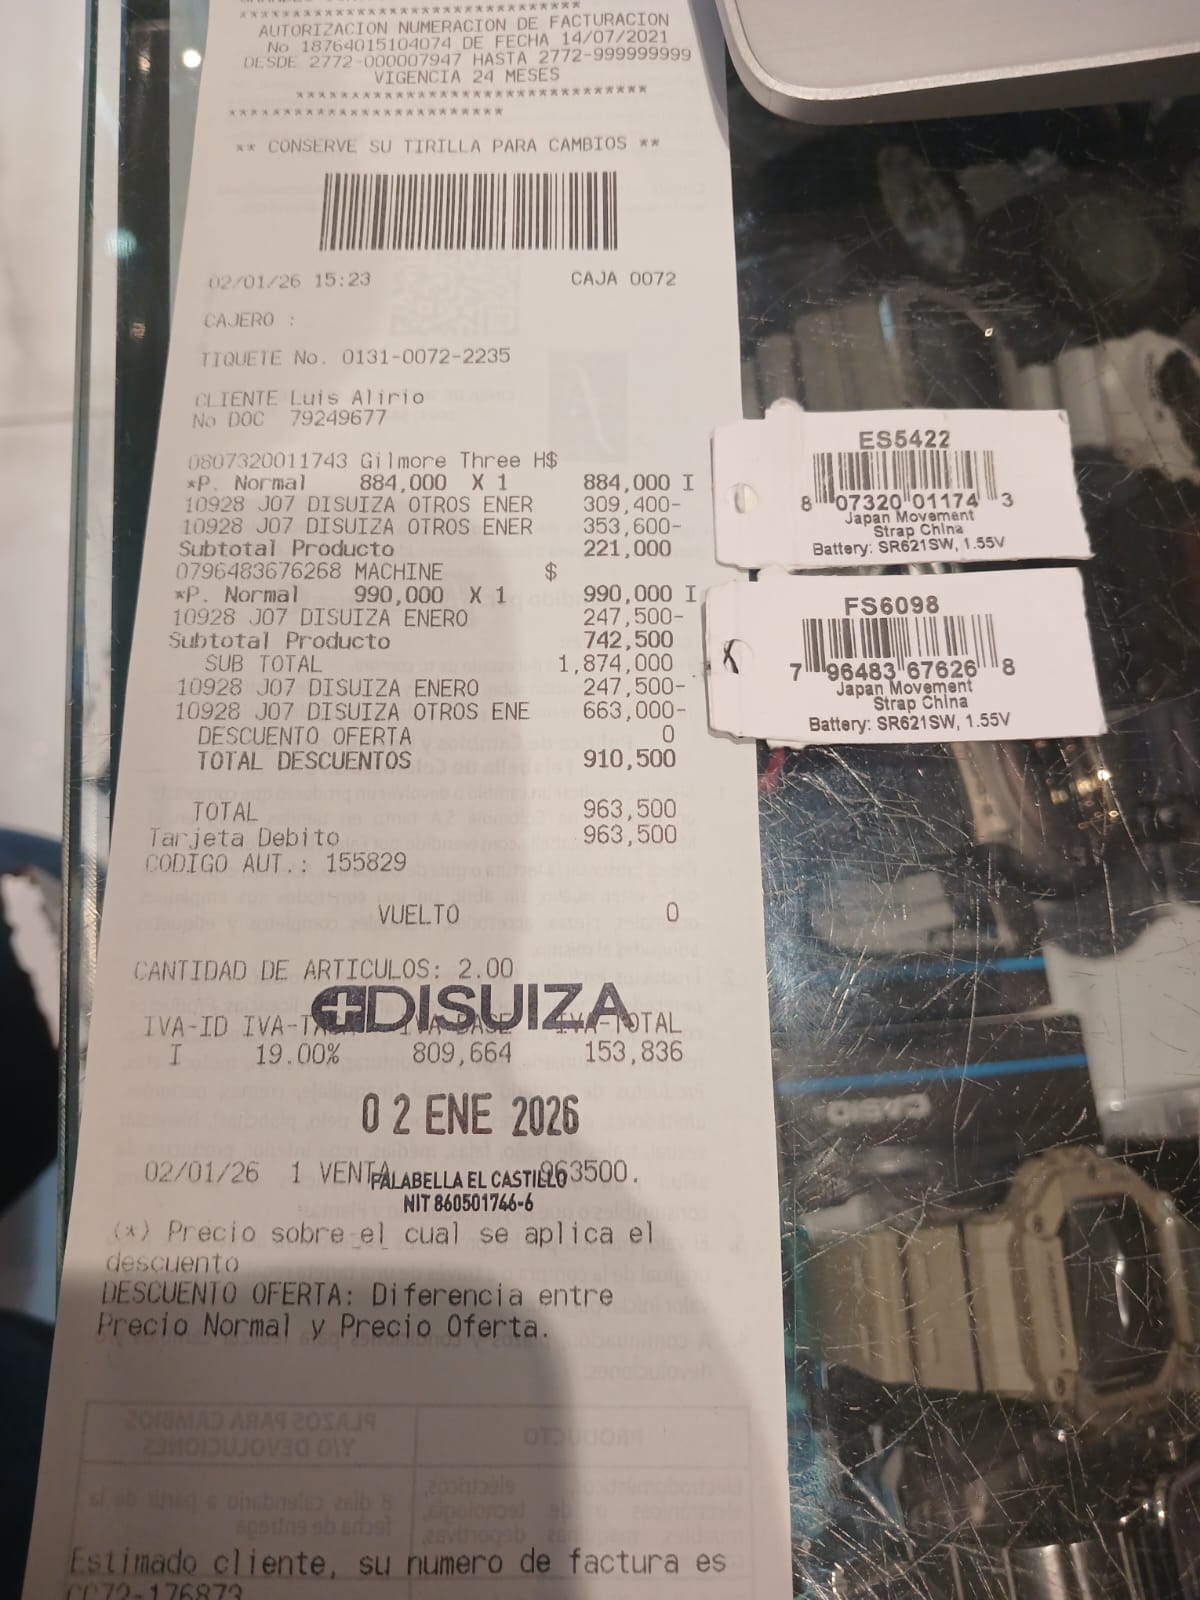 AUTORIZACION NUMERACION DE FACTURACION
No 18764015104074 DE FECHA 14/07/2021
DESDE 2772-000007947 HASTA 2772-999999999
VIGENCIA 24 MESES
** CONSERVE SU TIRILLA PARA CAMBIOS **
02/01/26 15:23 CAJA 0072
CAJERO :
TIQUETE No. 0131-0072-2235
CLIENTE Luis Alirio
No DOC 79249677
0807320011743 Gilmore Three H$
*P. Normal 884,000 X 1 884,000 I
10928 J07 DISUIZA OTROS ENER 309,400-
10928 J07 DISUIZA OTROS ENER 353,600-
Subtotal Producto 221,000
0796483676268 MACHINE $
*P. Normal 990,000 X 1 990,000 I
10928 J07 DISUIZA ENERO 247,500-
Subtotal Producto 742,500
SUB TOTAL 1,874,000
10928 J07 DISUIZA ENERO 247,500-
10928 J07 DISUIZA OTROS ENE 663,000-
DESCUENTO OFERTA 0
TOTAL DESCUENTOS 910,500
TOTAL 963,500
Tarjeta Debito 963,500
CODIGO AUT.: 155829
VUELTO 0
CANTIDAD DE ARTICULOS: 2.00
DISUIZA
IVA-ID IVA-TOTAL
I 19.00% 809,664 153,836
02 ENE 2026
02/01/26 1 VENTA 963500.
FALABELLA EL CASTILLO
NIT 860501746-6
(*) Precio sobre el cual se aplica el
descuento
DESCUENTO OFERTA: Diferencia entre
Precio Normal y Precio Oferta.
Estimado cliente, su numero de factura es
CC72-176873
ES5422
8 07320 01174 3
Japan Movement
Strap China
Battery: SR621SW, 1.55V
FS6098
7 96483 67626 8
Japan Movement
Strap China
Battery: SR621SW, 1.55V
CASIO